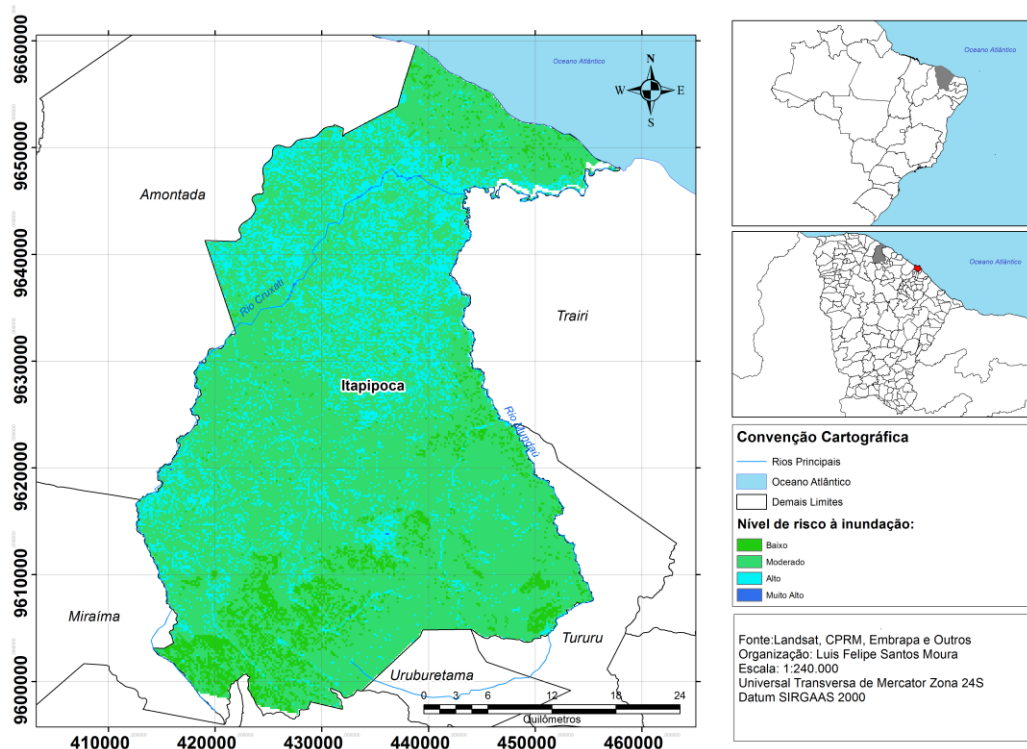 9660000
9650000
9640000
9630000
9620000
9610000
9600000
410000
420000
430000
440000
450000
460000
Oceano Atlântico
N
W
E
S
Amontada
Rio Cruxati
Trairi
Itapipoca
Rio Mundaú
Miraíma
Tururu
Uruburetama
0 3 6 12 18 24
Quilômetros
Oceano Atlântico
Oceano Atlântico
Convenção Cartográfica
Rios Principais
Oceano Atlântico
Demais Limites
Nível de risco à inundação:
Baixo
Moderado
Alto
Muito Alto
Fonte:Landsat, CPRM, Embrapa e Outros
Organização: Luis Felipe Santos Moura
Escala: 1:240.000
Universal Transversa de Mercator Zona 24S
Datum SIRGAAS 2000